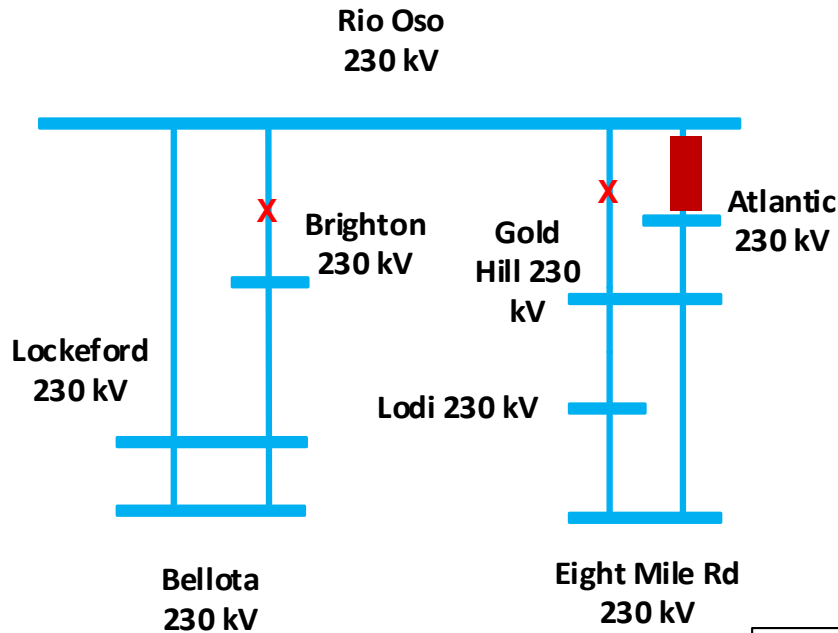 Rio Oso
230 kV
X
X
Brighton
230 kV
Gold
Hill 230
kV
Atlantic
230 kV
Lockeford
230 kV
Lodi 230 kV
Bellota
230 kV
Eight Mile Rd
230 kV